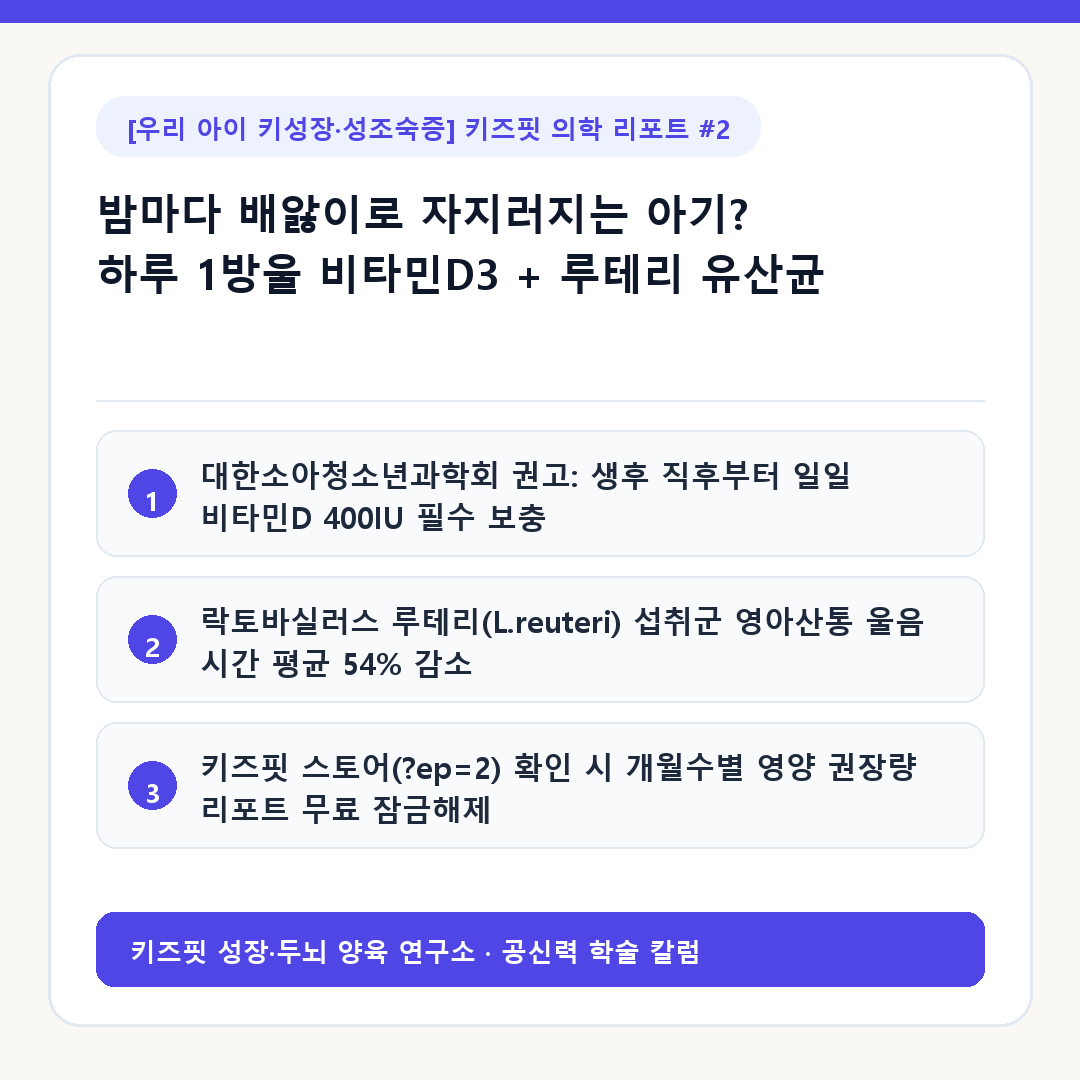 [우리 아이 키성장·성조숙증] 키즈핏 의학 리포트 #2
밤마다 배앓이로 자지러지는 아기?
하루 1방울 비타민D3 + 루테리 유산균
1
대한소아청소년과학회 권고: 생후 직후부터 일일
비타민D 400IU 필수 보충
2
락토바실러스 루테리(L.reuteri) 섭취군 영아산통 울음
시간 평균 54% 감소
3
키즈핏 스토어(?ep=2) 확인 시 개월수별 영양 권장량
리포트 무료 잠금해제
키즈핏 성장·두뇌 양육 연구소 · 공신력 학술 칼럼